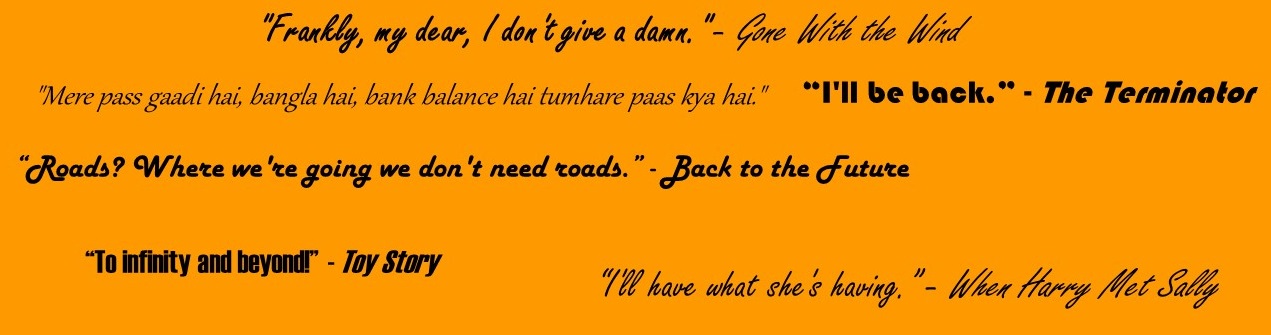 "Frankly, my dear, I don't give a damn." - Gone With the Wind
"Mere pass gaadi hai, bangla hai, bank balance hai tumhare paas kya hai."
“I'll be back.” - The Terminator
“Roads? Where we're going we don't need roads.” - Back to the Future
“To infinity and beyond!” - Toy Story
“I'll have what she's having.” - When Harry Met Sally